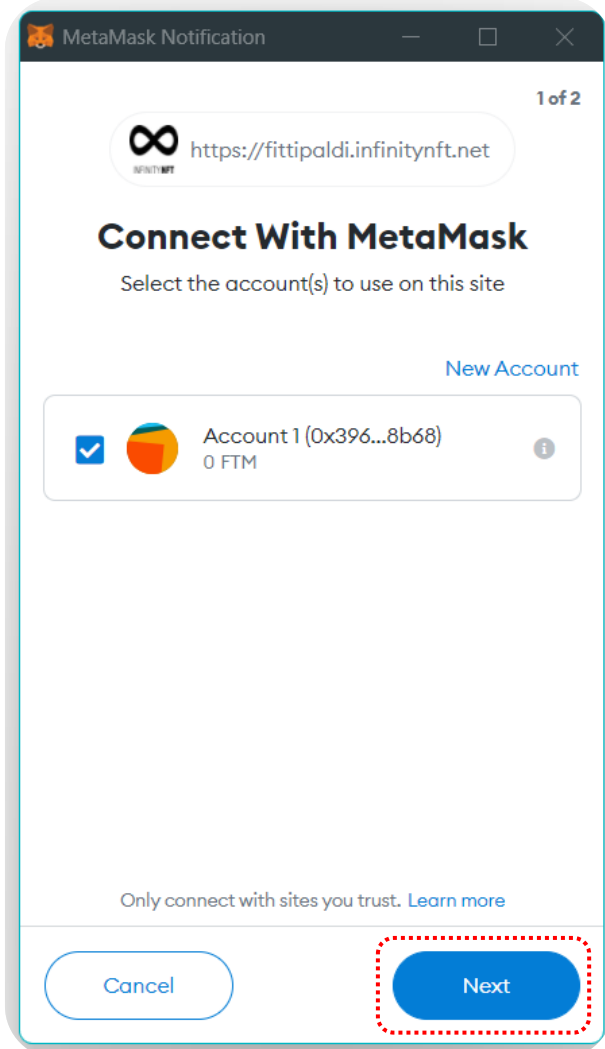 MetaMask Notification
1 of 2
INFINITYNFT
https://fittipaldi.infinitynft.net
Connect With MetaMask
Select the account(s) to use on this site
New Account
Account 1 (0x396...8b68)
0 FTM
Only connect with sites you trust. Learn more
Cancel
Next